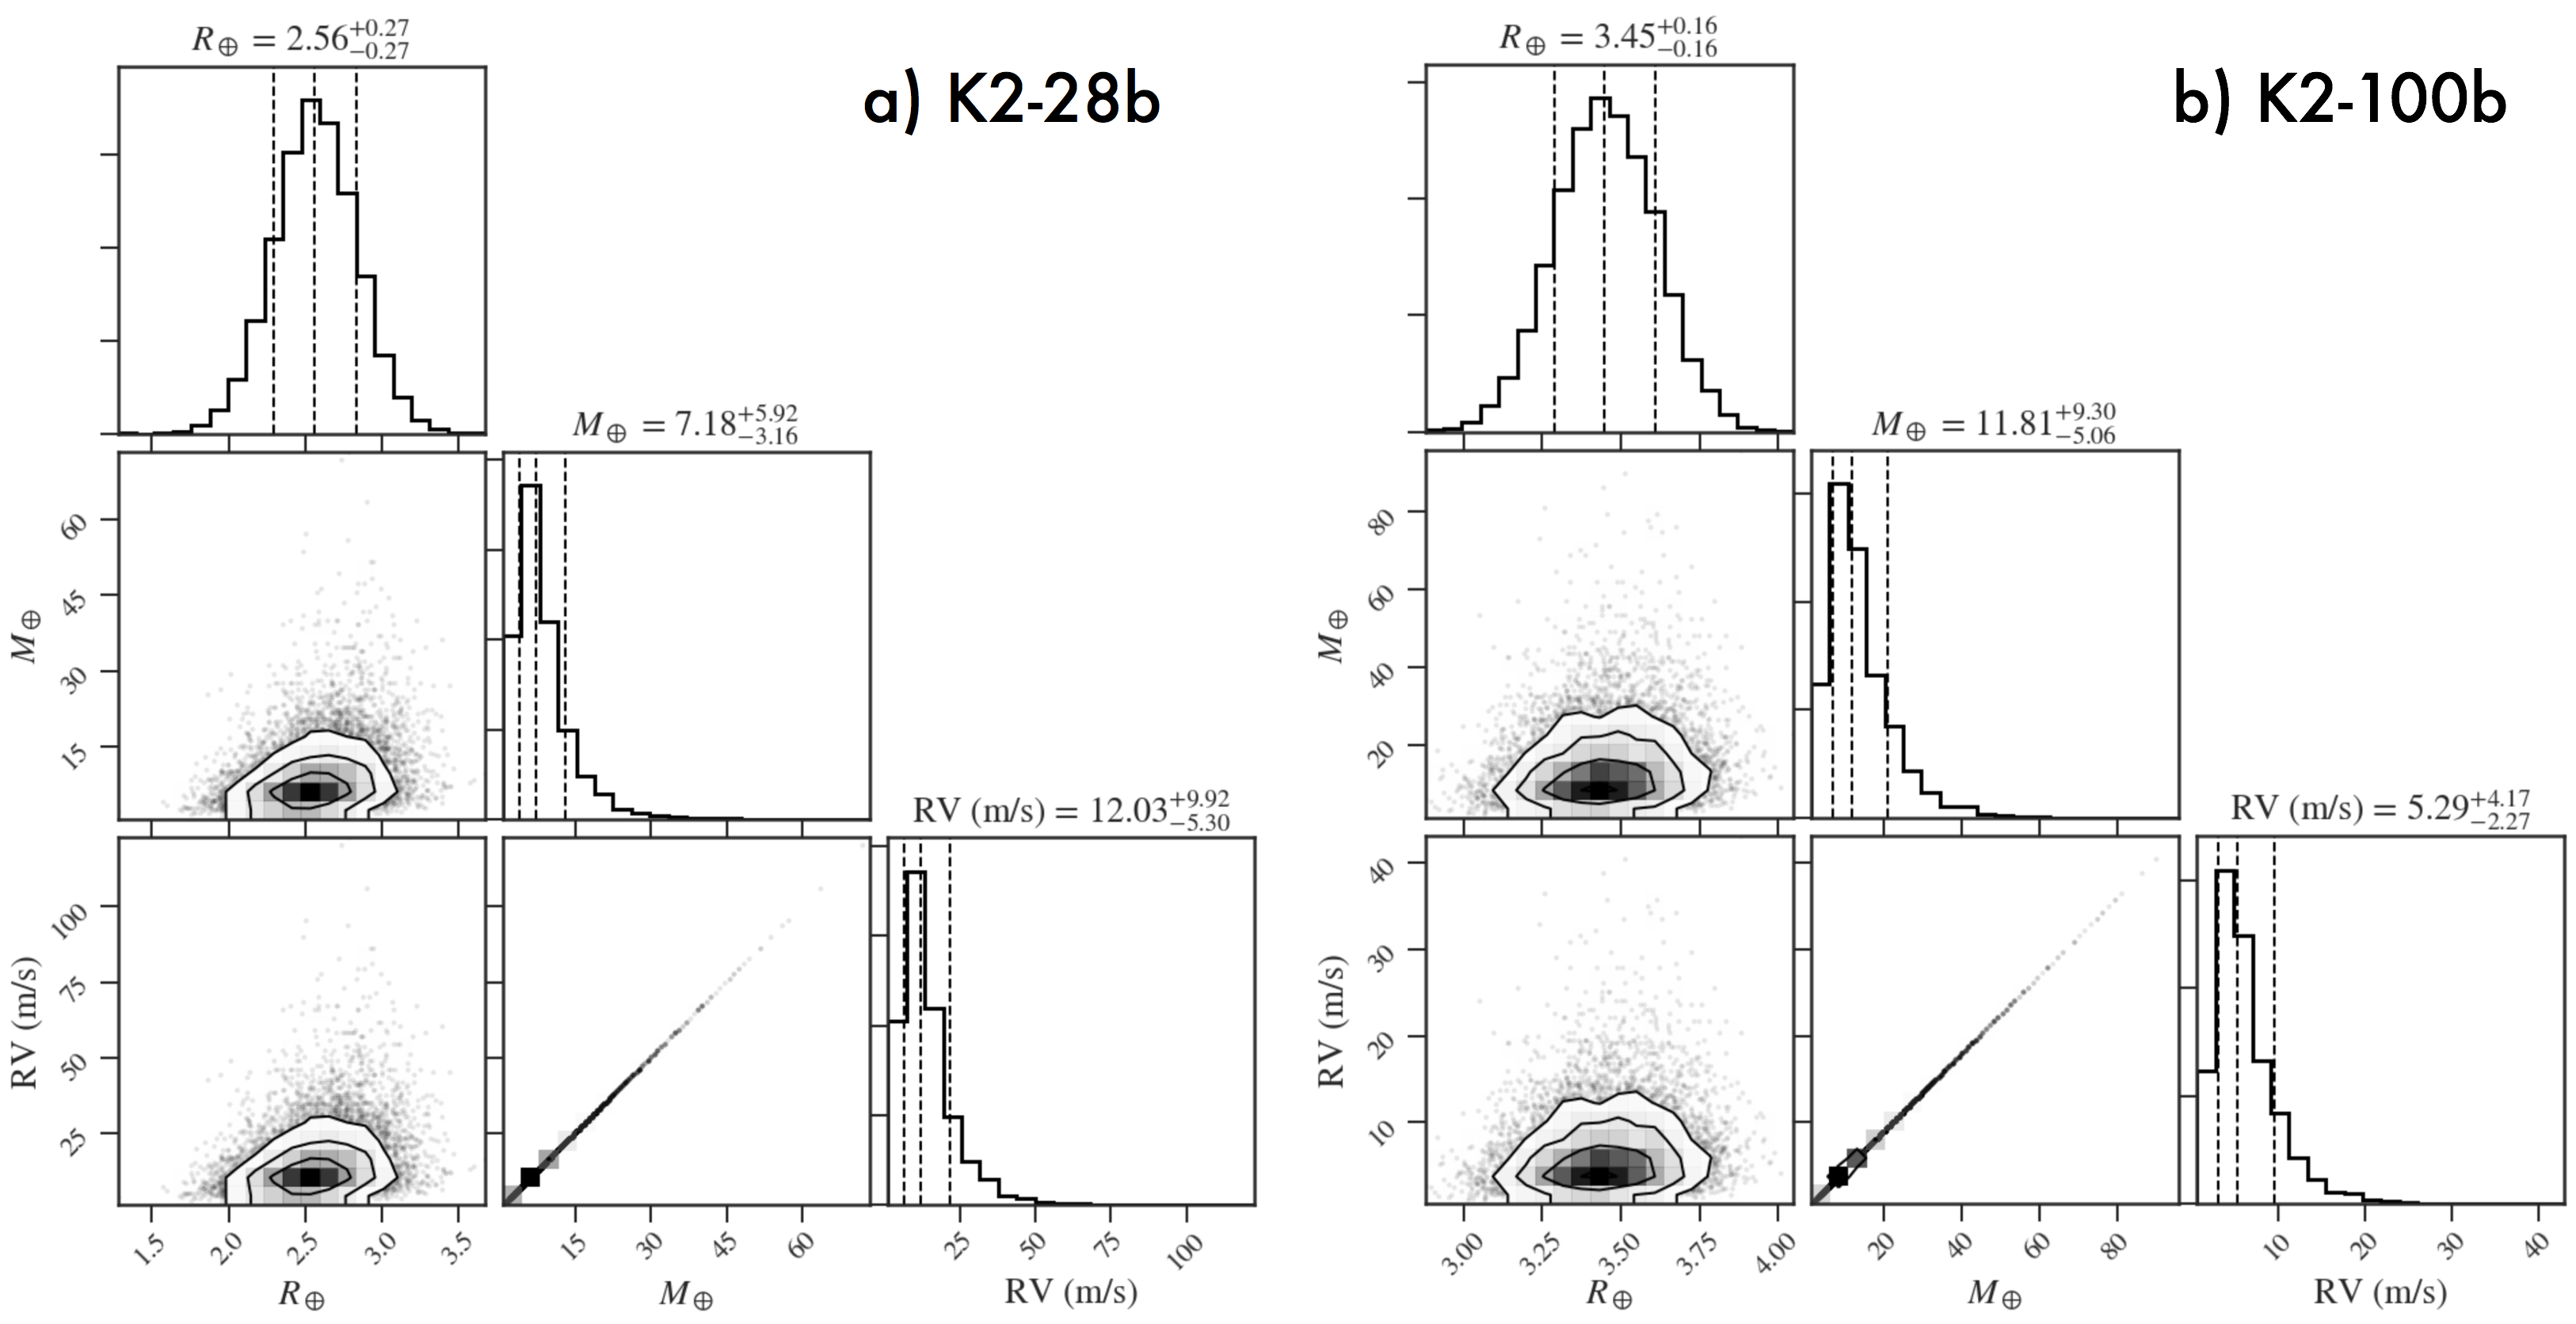 a) K2-28b
R⊕ = 2.56 +0.27 −0.27
M⊕ = 7.18 +5.92 −3.16
60
45
30
15
M⊕
RV (m/s) = 12.03 +9.92 −5.30
100
75
50
25
RV (m/s)
1.5 2.0 2.5 3.0 3.5
R⊕
15 30 45 60
M⊕
25 50 75 100
RV (m/s)
b) K2-100b
R⊕ = 3.45 +0.16 −0.16
M⊕ = 11.81 +9.30 −5.06
80
60
40
20
M⊕
RV (m/s) = 5.29 +4.17 −2.27
40
30
20
10
RV (m/s)
3.00 3.25 3.50 3.75 4.00
R⊕
20 40 60 80
M⊕
10 20 30 40
RV (m/s)